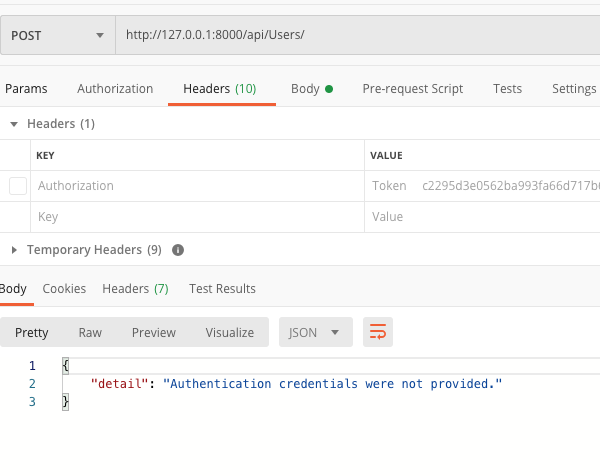 POST http://127.0.0.1:8000/api/Users/
Params Authorization Headers (10) Body Pre-request Script Tests Settings
Headers (1)
KEY VALUE
Authorization Token c2295d3e0562ba993fa66d717b
Key Value
Temporary Headers (9) i
Body Cookies Headers (7) Test Results
Pretty Raw Preview Visualize JSON
1 {
2 "detail": "Authentication credentials were not provided."
3 }